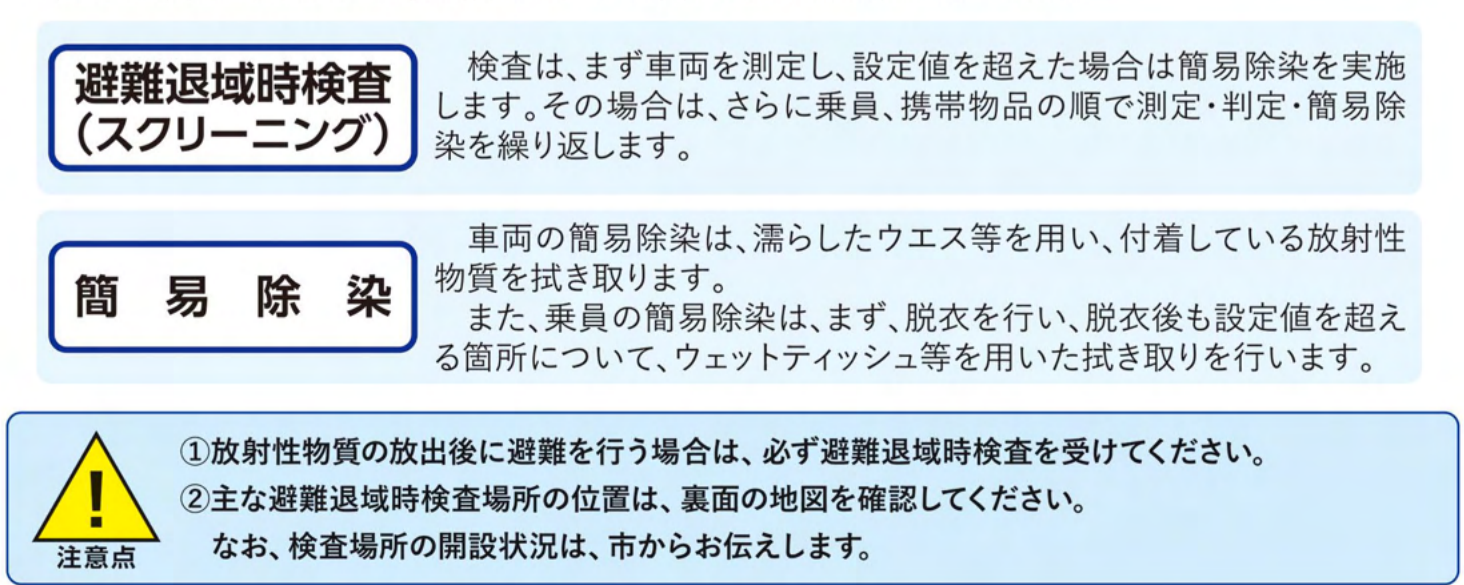 避難退域時検査
（スクリーニング）
検査は、まず車両を測定し、設定値を超えた場合は簡易除染を実施
します。その場合は、さらに乗員、携帯物品の順で測定・判定・簡易除
染を繰り返します。
簡易除染
車両の簡易除染は、濡らしたウエス等を用い、付着している放射性
物質を拭き取ります。
また、乗員の簡易除染は、まず、脱衣を行い、脱衣後も設定値を超え
る箇所について、ウェットティッシュ等を用いた拭き取りを行います。
!
注意点
①放射性物質の放出後に避難を行う場合は、必ず避難退域時検査を受けてください。
②主な避難退域時検査場所の位置は、裏面の地図を確認してください。
なお、検査場所の開設状況は、市からお伝えします。